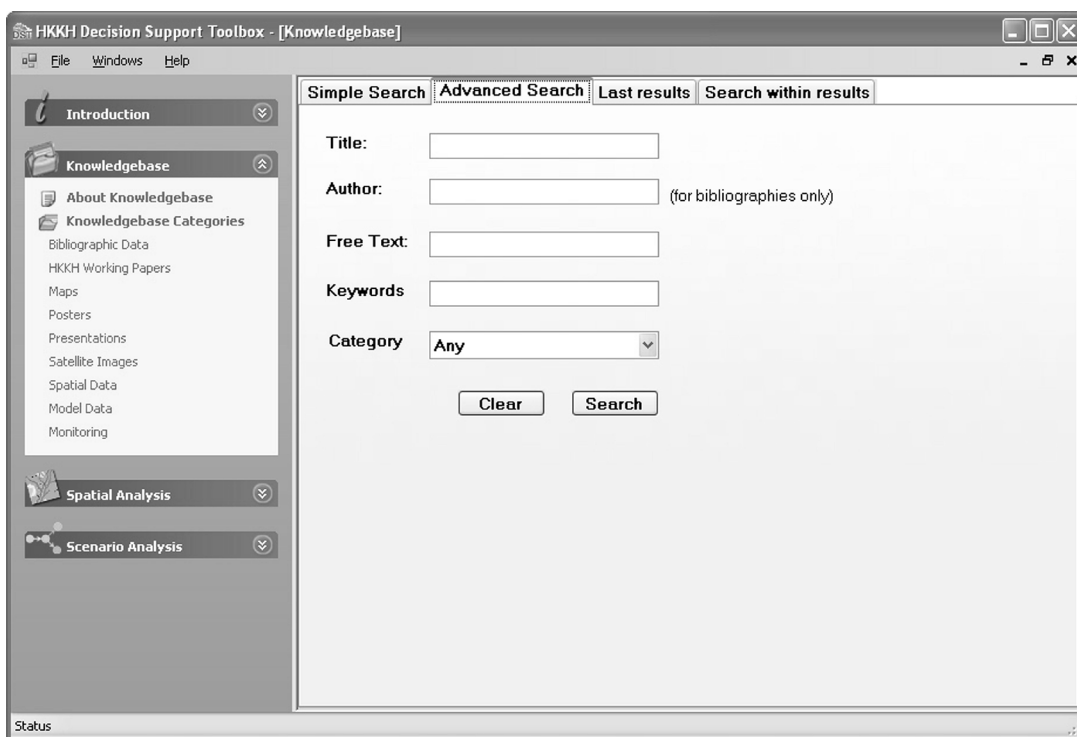 HKKH Decision Support Toolbox - [Knowledgebase]
File Windows Help
Introduction
Knowledgebase
About Knowledgebase
Knowledgebase Categories
Bibliographic Data
HKKH Working Papers
Maps
Posters
Presentations
Satellite Images
Spatial Data
Model Data
Monitoring
Spatial Analysis
Scenario Analysis
Simple Search Advanced Search Last results Search within results
Title:
Author: (for bibliographies only)
Free Text:
Keywords
Category Any
Clear Search
Status